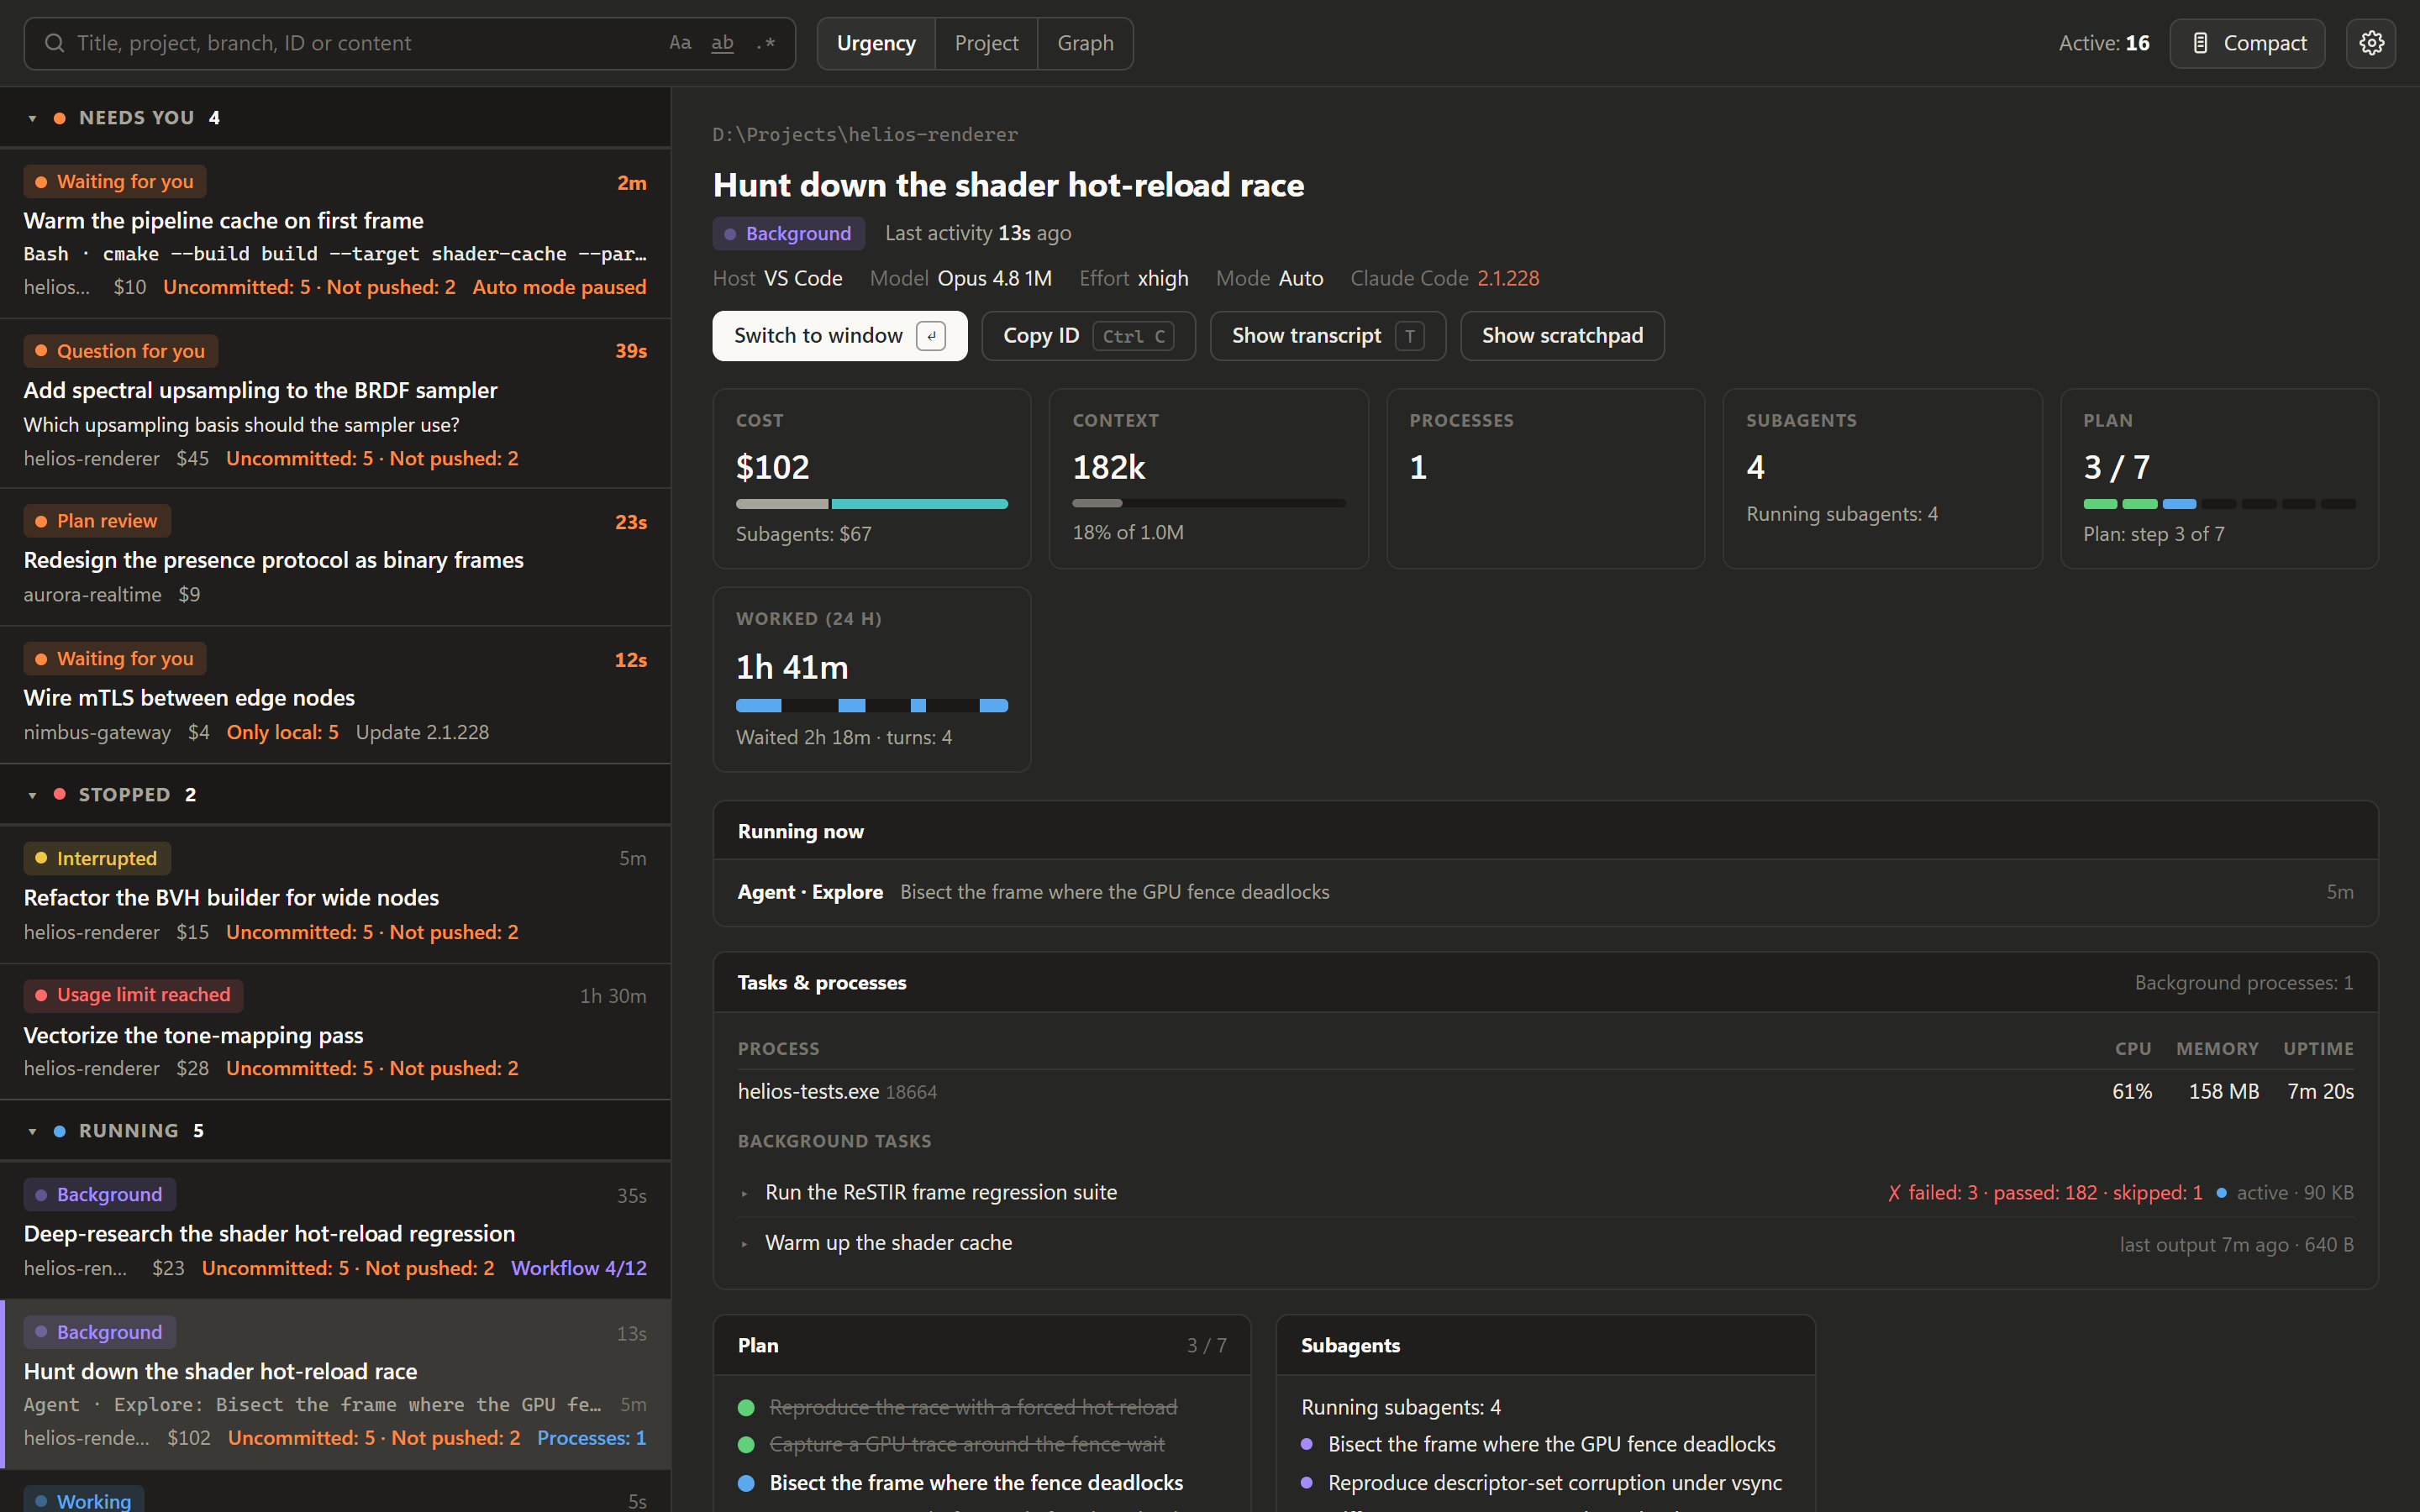 Title, project, branch, ID or content Aa ab .* Urgency Project Graph Active: 16 Compact
NEEDS YOU 4
Waiting for you 2m
Warm the pipeline cache on first frame
Bash · cmake --build build --target shader-cache --par…
helios… $10 Uncommitted: 5 · Not pushed: 2 Auto mode paused
Question for you 39s
Add spectral upsampling to the BRDF sampler
Which upsampling basis should the sampler use?
helios-renderer $45 Uncommitted: 5 · Not pushed: 2
Plan review 23s
Redesign the presence protocol as binary frames
aurora-realtime $9
Waiting for you 12s
Wire mTLS between edge nodes
nimbus-gateway $4 Only local: 5 Update 2.1.228
STOPPED 2
Interrupted 5m
Refactor the BVH builder for wide nodes
helios-renderer $15 Uncommitted: 5 · Not pushed: 2
Usage limit reached 1h 30m
Vectorize the tone-mapping pass
helios-renderer $28 Uncommitted: 5 · Not pushed: 2
RUNNING 5
Background 35s
Deep-research the shader hot-reload regression
helios-ren… $23 Uncommitted: 5 · Not pushed: 2 Workflow 4/12
Background 13s
Hunt down the shader hot-reload race
Agent · Explore: Bisect the frame where the GPU fe… 5m
helios-rende… $102 Uncommitted: 5 · Not pushed: 2 Processes: 1
Working 5s
D:\Projects\helios-renderer
Hunt down the shader hot-reload race
Background Last activity 13s ago
Host VS Code Model Opus 4.8 1M Effort xhigh Mode Auto Claude Code 2.1.228
Switch to window ↵ Copy ID Ctrl C Show transcript T Show scratchpad
COST
$102
Subagents: $67
CONTEXT
182k
18% of 1.0M
PROCESSES
1
SUBAGENTS
4
Running subagents: 4
PLAN
3 / 7
Plan: step 3 of 7
WORKED (24 H)
1h 41m
Waited 2h 18m · turns: 4
Running now
Agent · Explore Bisect the frame where the GPU fence deadlocks 5m
Tasks & processes Background processes: 1
PROCESS CPU MEMORY UPTIME
helios-tests.exe 18664 61% 158 MB 7m 20s
BACKGROUND TASKS
Run the ReSTIR frame regression suite ✗ failed: 3 · passed: 182 · skipped: 1 active · 90 KB
Warm up the shader cache last output 7m ago · 640 B
Plan 3 / 7
Reproduce the race with a forced hot reload
Capture a GPU trace around the fence wait
Bisect the frame where the fence deadlocks
Subagents
Running subagents: 4
Bisect the frame where the GPU fence deadlocks
Reproduce descriptor-set corruption under vsync